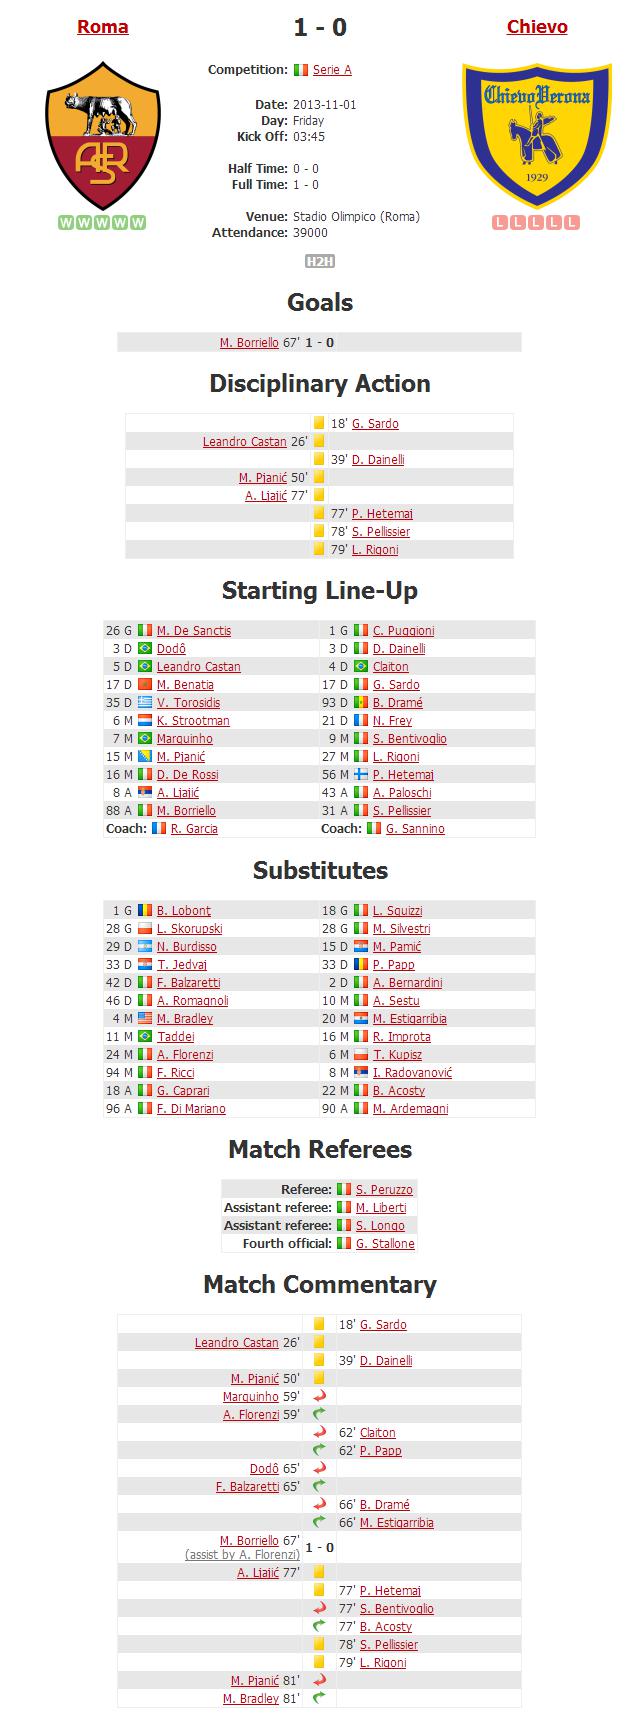 Roma
1 - 0
Chievo
Competition: Serie A
Date: 2013-11-01
Day: Friday
Kick Off: 03:45
Half Time: 0 - 0
Full Time: 1 - 0
Venue: Stadio Olimpico (Roma)
Attendance: 39000
ASR
ChievoVerona
1929
W W W W W
L L L L L
H2H
Goals
M. Borriello 67' 1 - 0
Disciplinary Action
18' G. Sardo
Leandro Castan 26'
39' D. Dainelli
M. Pjanić 50'
A. Ljajić 77'
77' P. Hetemaj
78' S. Pellissier
79' L. Rigoni
Starting Line-Up
26 G M. De Sanctis 1 G C. Puggioni
3 D Dodô 3 D D. Dainelli
5 D Leandro Castan 4 D Claiton
17 D M. Benatia 17 D G. Sardo
35 D V. Torosidis 93 D B. Dramé
6 M K. Strootman 21 D N. Frey
7 M Marquinho 9 M S. Bentivoglio
15 M M. Pjanić 27 M L. Rigoni
16 M D. De Rossi 56 M P. Hetemaj
8 A A. Ljajić 43 A A. Paloschi
88 A M. Borriello 31 A S. Pellissier
Coach: R. Garcia Coach: G. Sannino
Substitutes
1 G B. Lobont 18 G L. Squizzi
28 G L. Skorupski 28 G M. Silvestri
29 D N. Burdisso 15 D M. Pamić
33 D T. Jedvaj 33 D P. Papp
42 D F. Balzaretti 2 D A. Bernardini
46 D A. Romagnoli 10 M A. Sestu
4 M M. Bradley 20 M M. Estigarribia
11 M Taddei 16 M R. Improta
24 M A. Florenzi 6 M T. Kupisz
94 M F. Ricci 8 M I. Radovanović
18 A G. Caprari 22 M B. Acosty
96 A F. Di Mariano 90 A M. Ardemagni
Match Referees
Referee: S. Peruzzo
Assistant referee: M. Liberti
Assistant referee: S. Longo
Fourth official: G. Stallone
Match Commentary
18' G. Sardo
Leandro Castan 26'
39' D. Dainelli
M. Pjanić 50'
Marquinho 59'
A. Florenzi 59'
62' Claiton
62' P. Papp
Dodô 65'
F. Balzaretti 65'
66' B. Dramé
66' M. Estigarribia
M. Borriello 67' 1 - 0
(assist by A. Florenzi)
A. Ljajić 77'
77' P. Hetemaj
77' S. Bentivoglio
77' B. Acosty
78' S. Pellissier
79' L. Rigoni
M. Pjanić 81'
M. Bradley 81'